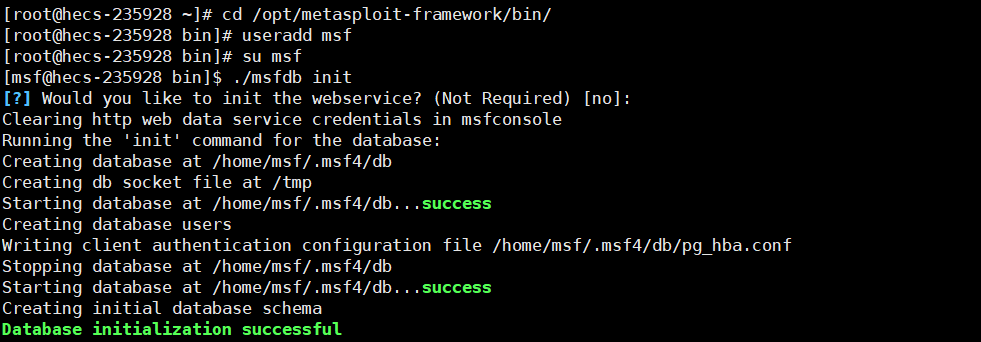 [root@hecs-235928 ~]# cd /opt/metasploit-framework/bin/
[root@hecs-235928 bin]# useradd msf
[root@hecs-235928 bin]# su msf
[msf@hecs-235928 bin]$ ./msfdb init
[?] Would you like to init the webservice? (Not Required) [no]:
Clearing http web data service credentials in msfconsole
Running the 'init' command for the database:
Creating database at /home/msf/.msf4/db
Creating db socket file at /tmp
Starting database at /home/msf/.msf4/db...success
Creating database users
Writing client authentication configuration file /home/msf/.msf4/db/pg_hba.conf
Stopping database at /home/msf/.msf4/db
Starting database at /home/msf/.msf4/db...success
Creating initial database schema
Database initialization successful